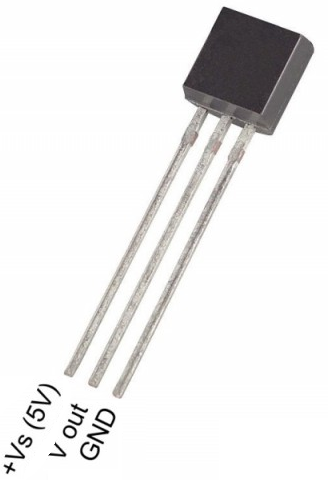 +Vs (5V)
V out
GND